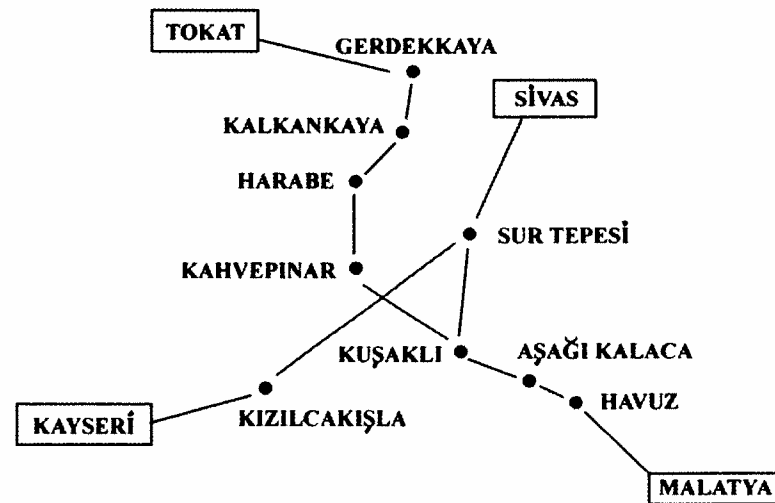 TOKAT
GERDEKKAYA
SİVAS
KALKANKAYA
HARABE
SUR TEPESİ
KAHVEPINAR
KUŞAKLI
AŞAĞI KALACA
HAVUZ
KIZILCAKIŞLA
KAYSERİ
MALATYA